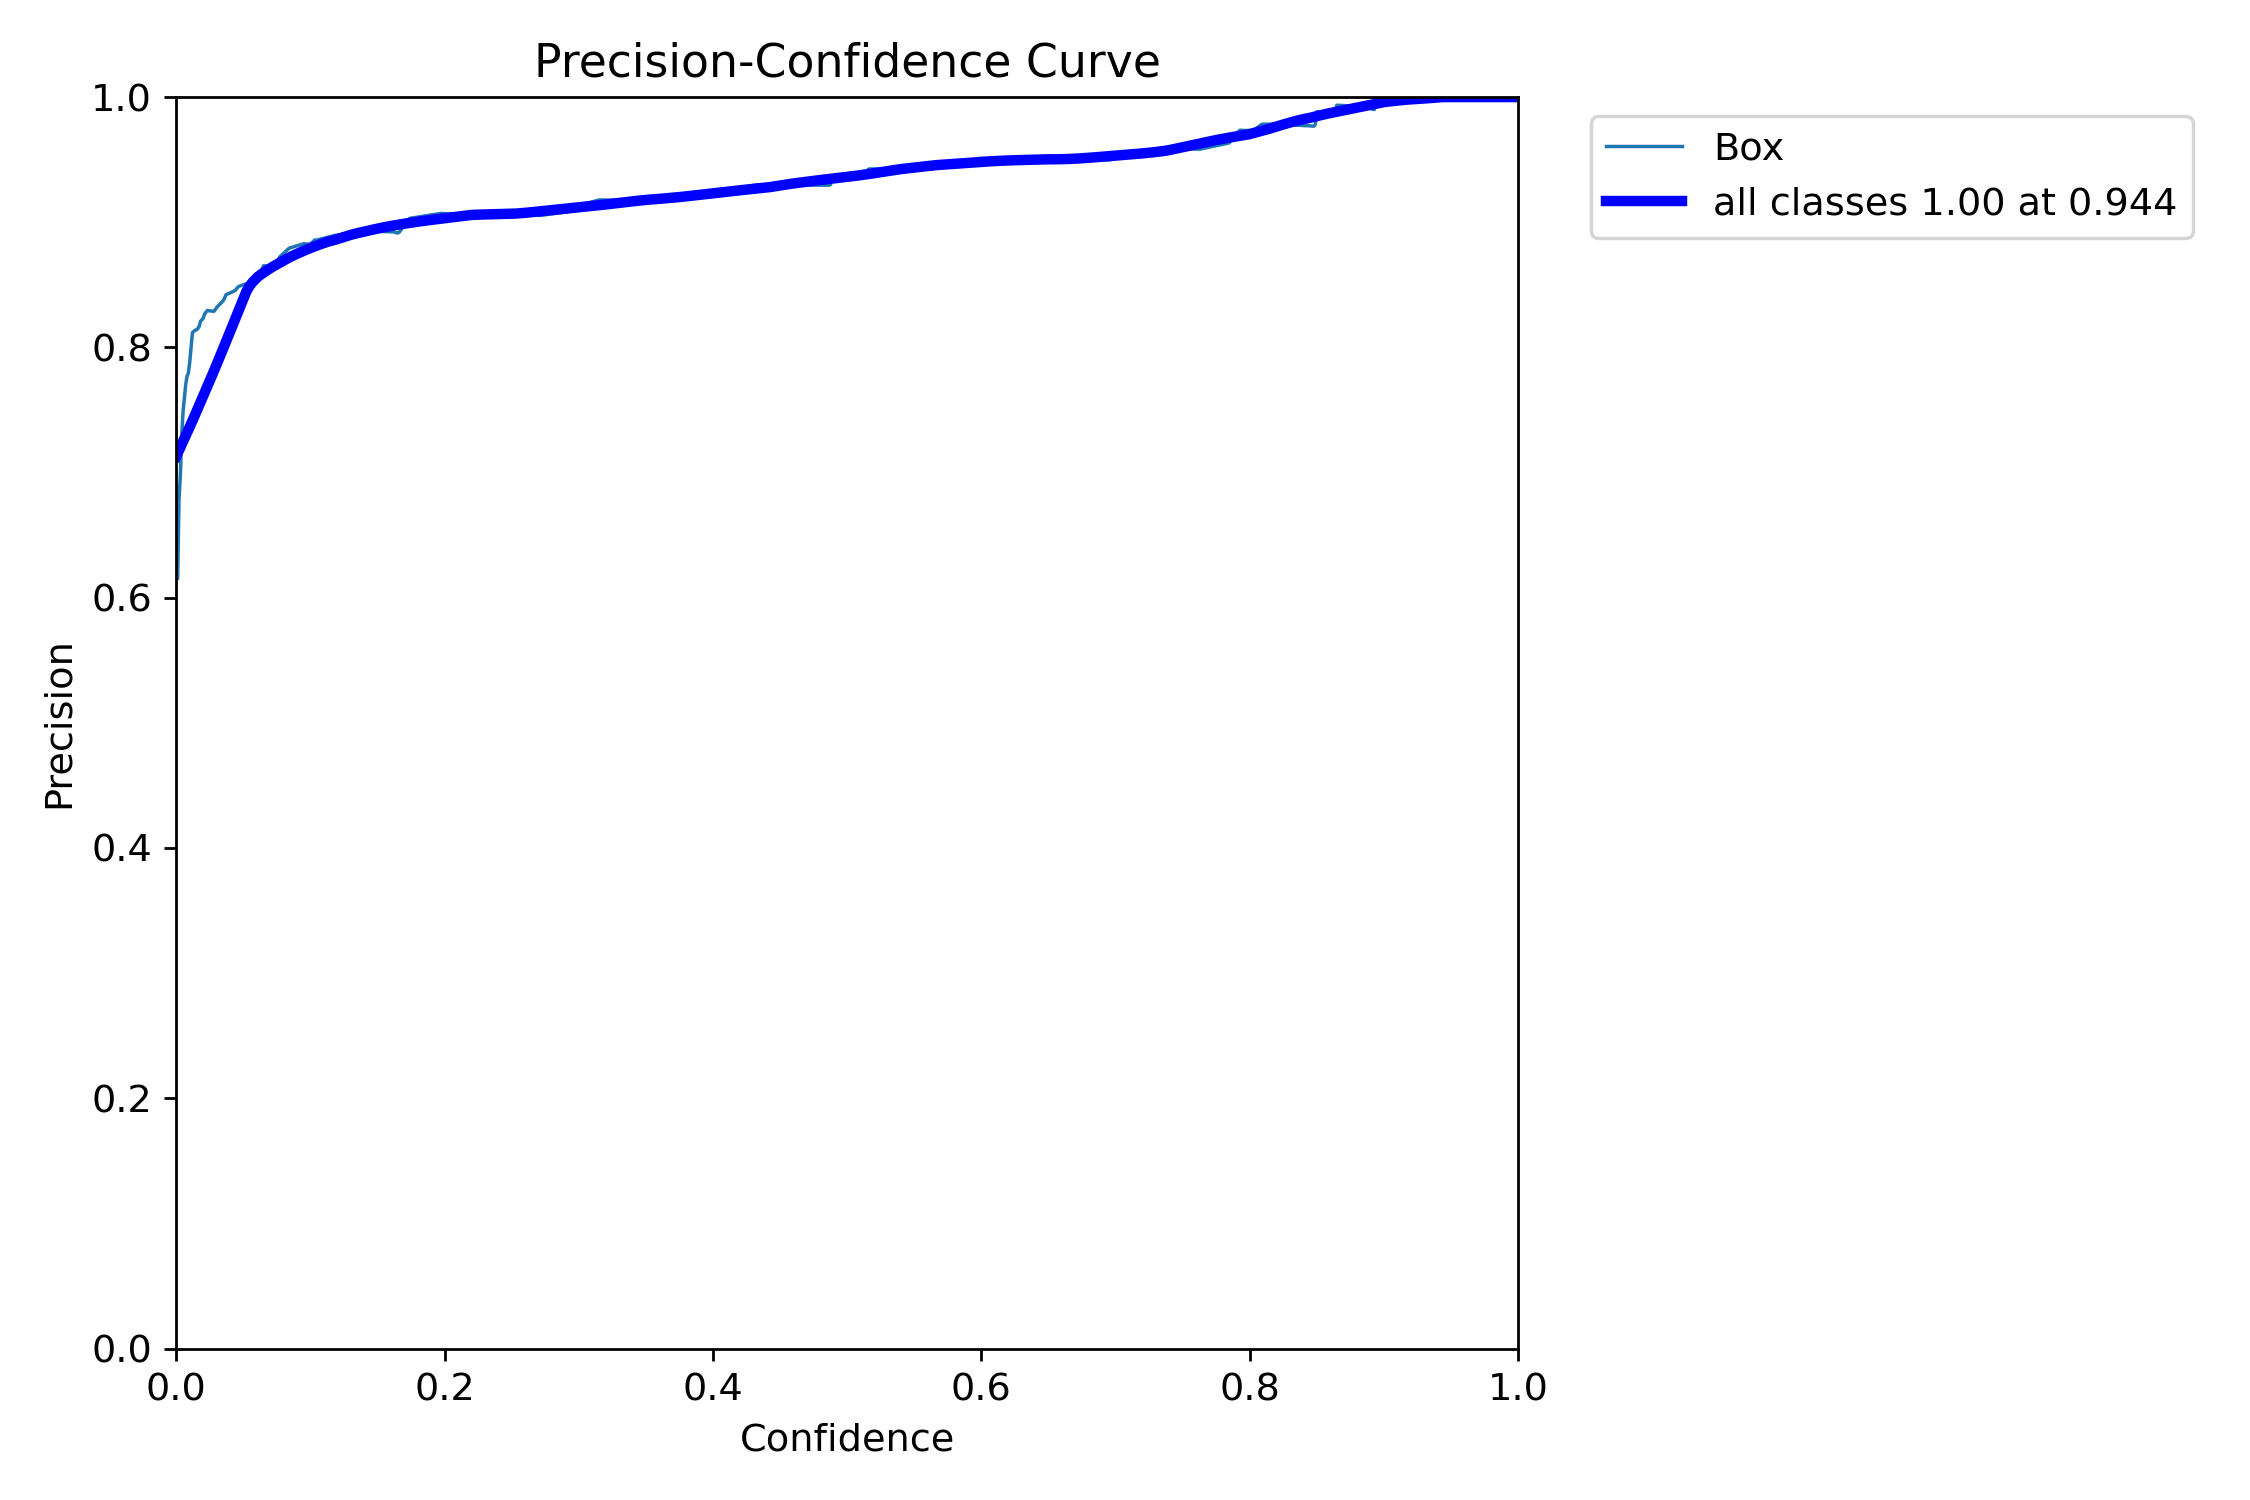 Precision-Confidence Curve
1.0
0.8
0.6
0.4
0.2
0.0
Precision
0.0 0.2 0.4 0.6 0.8 1.0
Confidence
Box
all classes 1.00 at 0.944